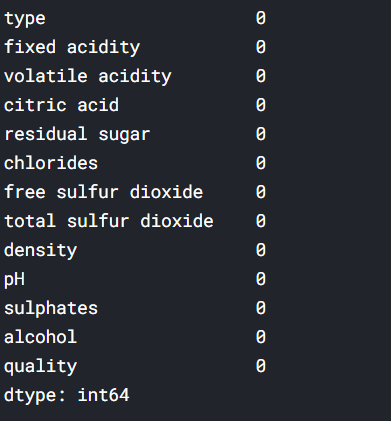 type 0
fixed acidity 0
volatile acidity 0
citric acid 0
residual sugar 0
chlorides 0
free sulfur dioxide 0
total sulfur dioxide 0
density 0
pH 0
sulphates 0
alcohol 0
quality 0
dtype: int64